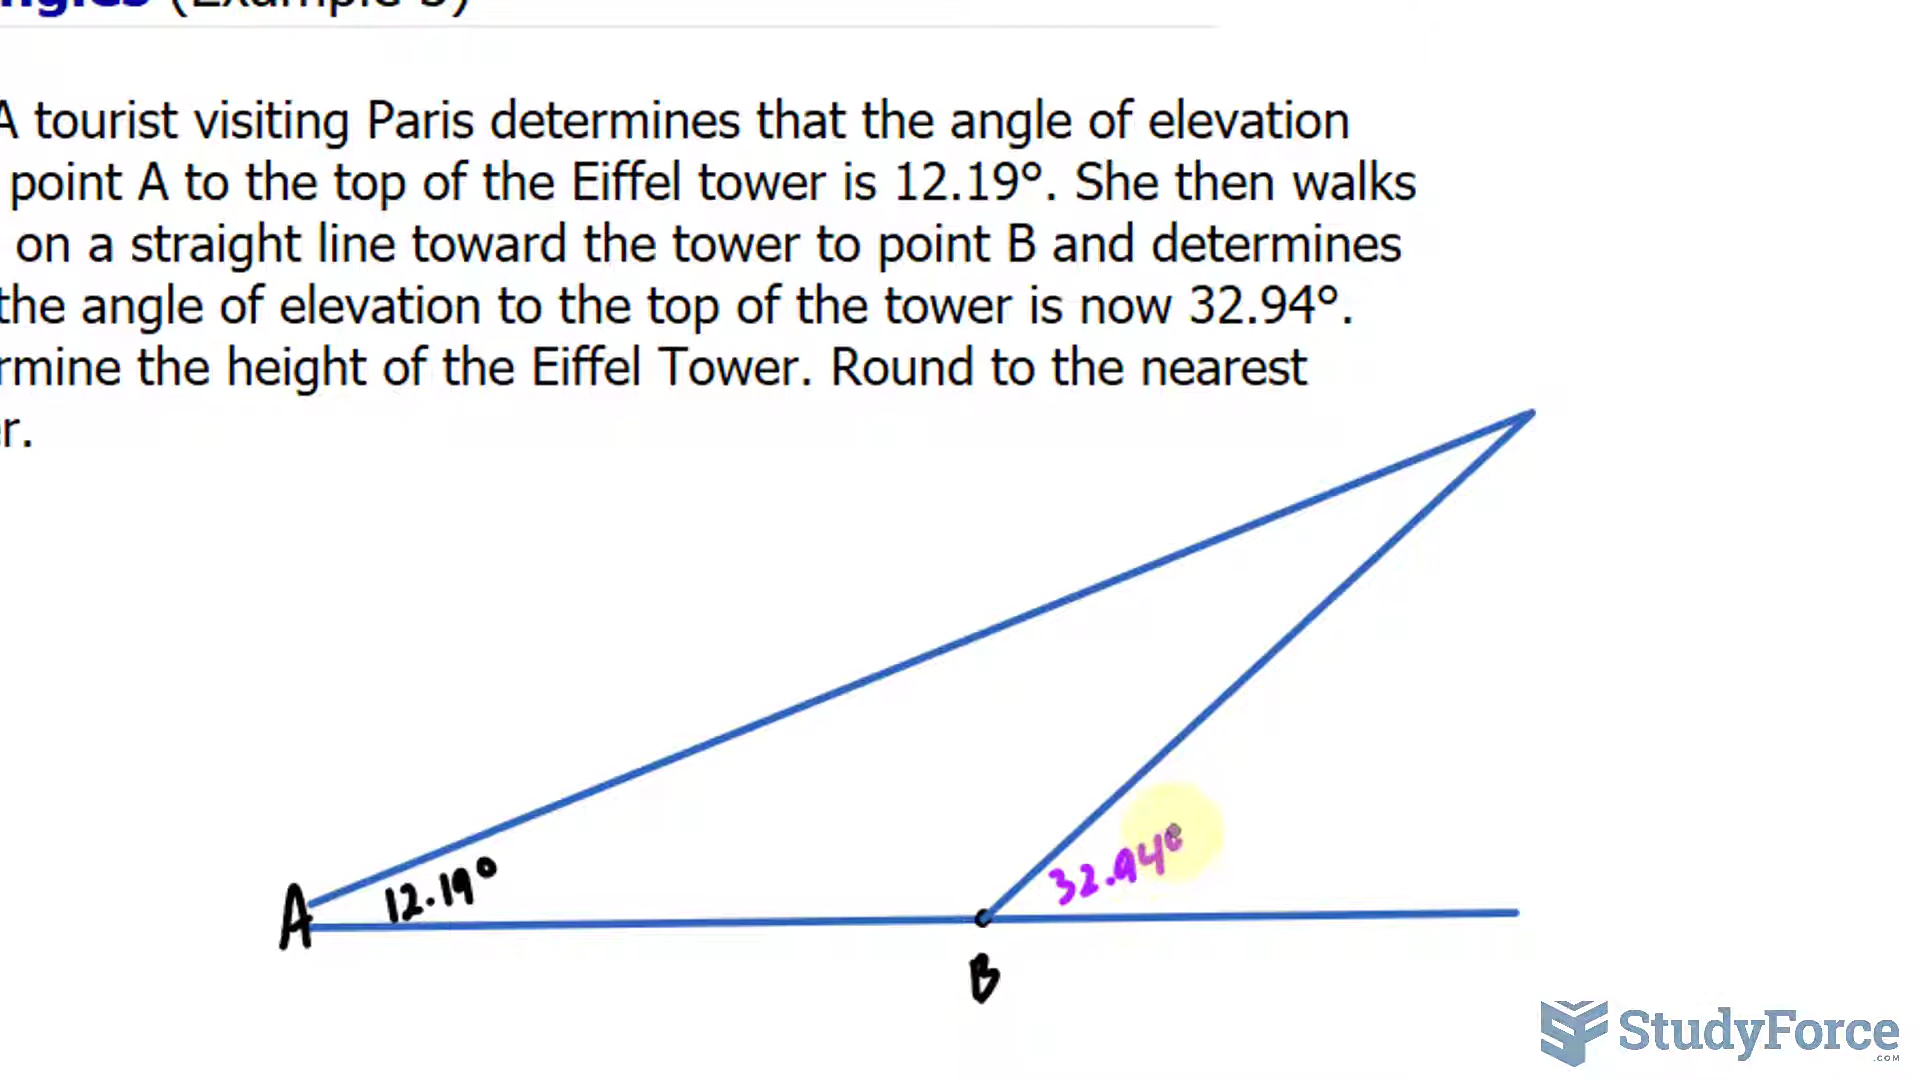 (Example 3)
A tourist visiting Paris determines that the angle of elevation
point A to the top of the Eiffel tower is 12.19°. She then walks
on a straight line toward the tower to point B and determines
the angle of elevation to the top of the tower is now 32.94°.
rmine the height of the Eiffel Tower. Round to the nearest
r.
12.19°
32.94°
A
B
StudyForce
.COM